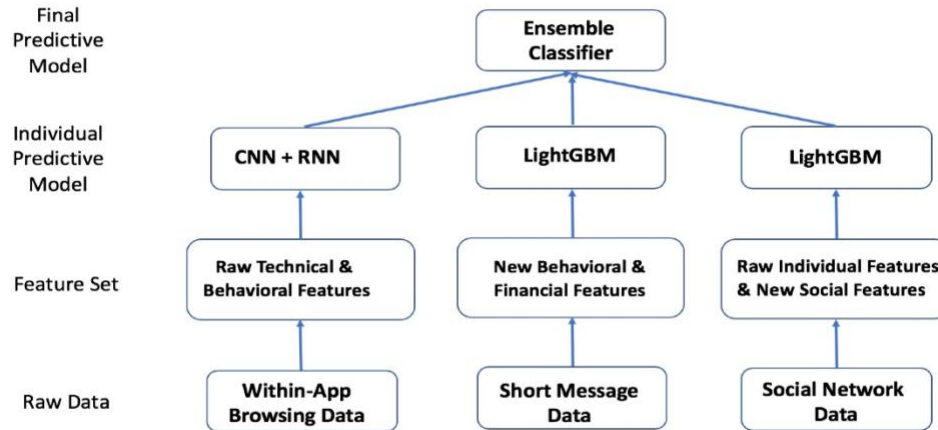 Final
Predictive
Model
Ensemble
Classifier
Individual
Predictive
Model
CNN + RNN
LightGBM
LightGBM
Feature Set
Raw Technical &
Behavioral Features
New Behavioral &
Financial Features
Raw Individual Features
& New Social Features
Raw Data
Within-App
Browsing Data
Short Message
Data
Social Network
Data